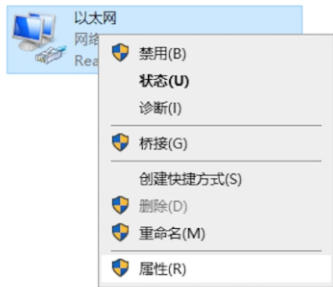 以太网
网络
Rea
禁用(B)
状态(U)
诊断(I)
桥接(G)
创建快捷方式(S)
删除(D)
重命名(M)
属性(R)